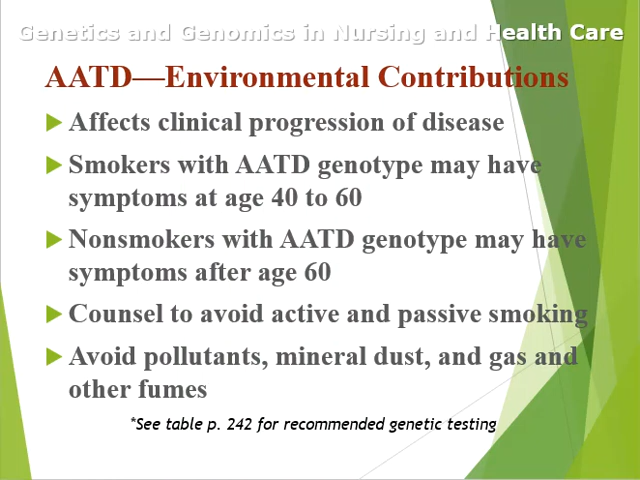 Genetics and Genomics in Nursing and Health Care
AATD—Environmental Contributions
Affects clinical progression of disease
Smokers with AATD genotype may have
symptoms at age 40 to 60
Nonsmokers with AATD genotype may have
symptoms after age 60
Counsel to avoid active and passive smoking
Avoid pollutants, mineral dust, and gas and
other fumes
*See table p. 242 for recommended genetic testing